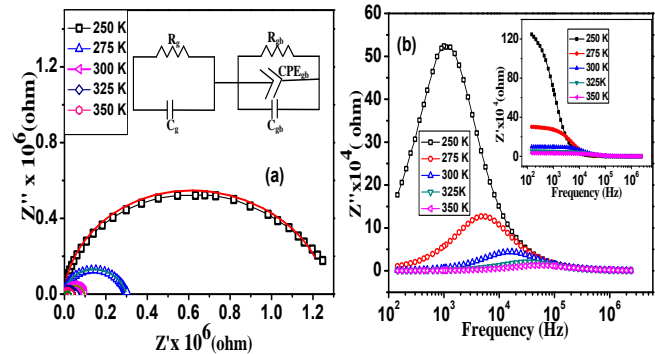 250 K
275 K
300 K
325 K
350 K
Rg
Cg
Rgb
CPEgb
Cgb
(a)
Z'' x 10^6 (ohm)
0.8
0.4
0.0
0.0 0.3 0.6 0.9 1.2
Z'x 10^6 (ohm)
(b)
Z''x10^4 ( ohm)
60
50
40
30
20
10
0
250 K
275 K
300 K
325K
350 K
10^2 10^3 10^4 10^5 10^6
Frequency (Hz)
Z'x10^4(ohm)
120
80
40
0
250 K
275 K
300 K
325 K
350 K
10^2 10^3 10^4 10^5 10^6
Frequency (Hz)